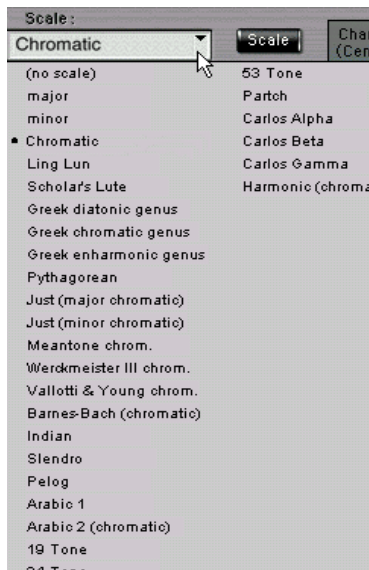 Scale:
Chromatic
Scale
(no scale)
major
minor
• Chromatic
Ling Lun
Scholar's Lute
Greek diatonic genus
Greek chromatic genus
Greek enharmonic genus
Pythagorean
Just (major chromatic)
Just (minor chromatic)
Meantone chrom.
Werckmeister III chrom.
Vallotti & Young chrom.
Barnes-Bach (chromatic)
Indian
Slendro
Pelog
Arabic 1
Arabic 2 (chromatic)
19 Tone
53 Tone
Partch
Carlos Alpha
Carlos Beta
Carlos Gamma
Harmonic (chroma